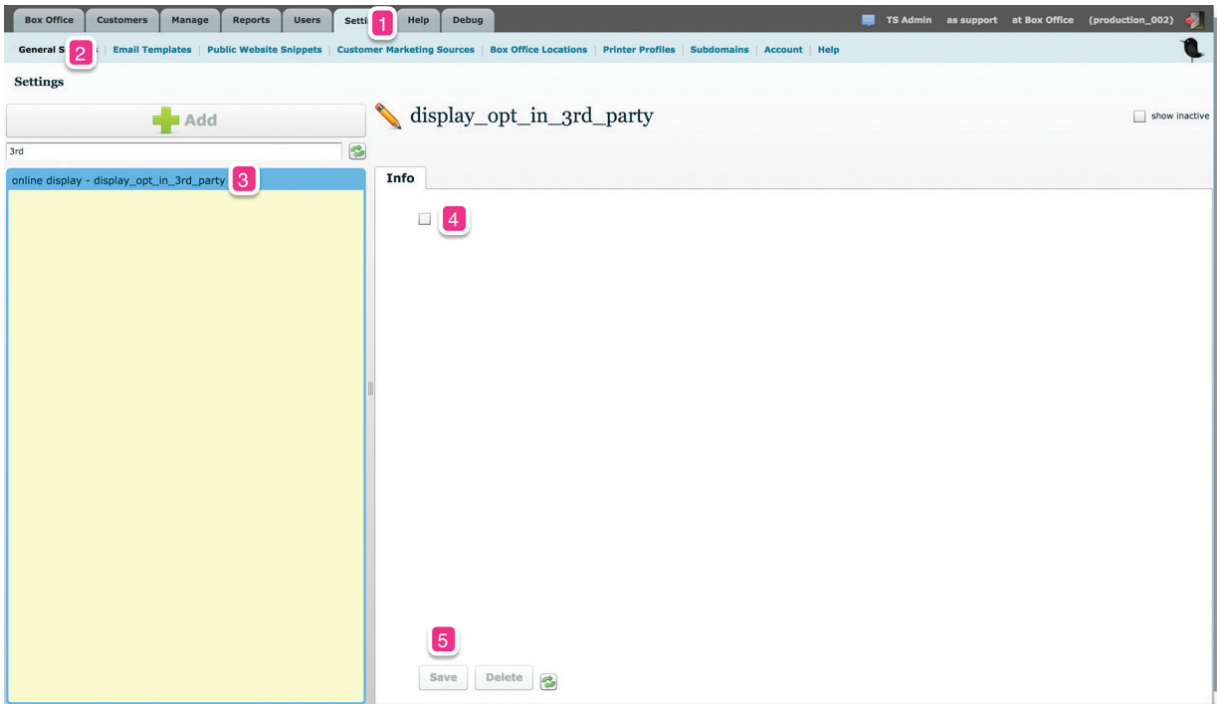 Box Office Customers Manage Reports Users Setti 1 Help Debug TS Admin as support at Box Office (production_002)
General S 2 s Email Templates Public Website Snippets Customer Marketing Sources Box Office Locations Printer Profiles Subdomains Account Help
Settings
Add
display_opt_in_3rd_party
show inactive
3rd
online display - display_opt_in_3rd_party 3
Info
4
5
Save Delete